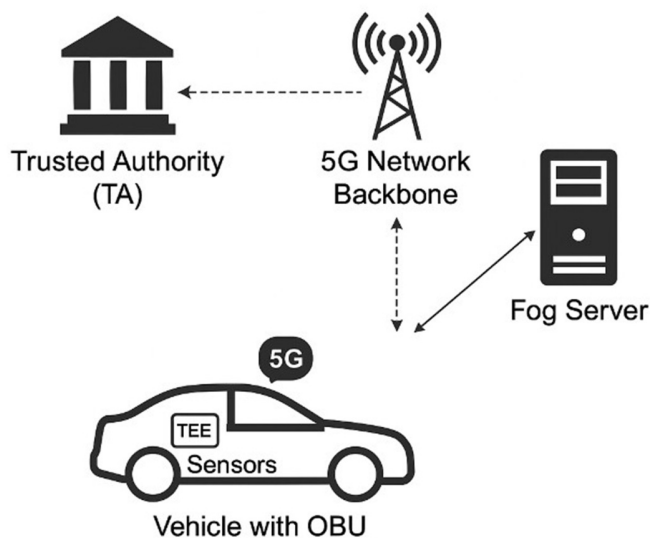 Trusted Authority
(TA)
5G Network
Backbone
Fog Server
5G
TEE
Sensors
Vehicle with OBU